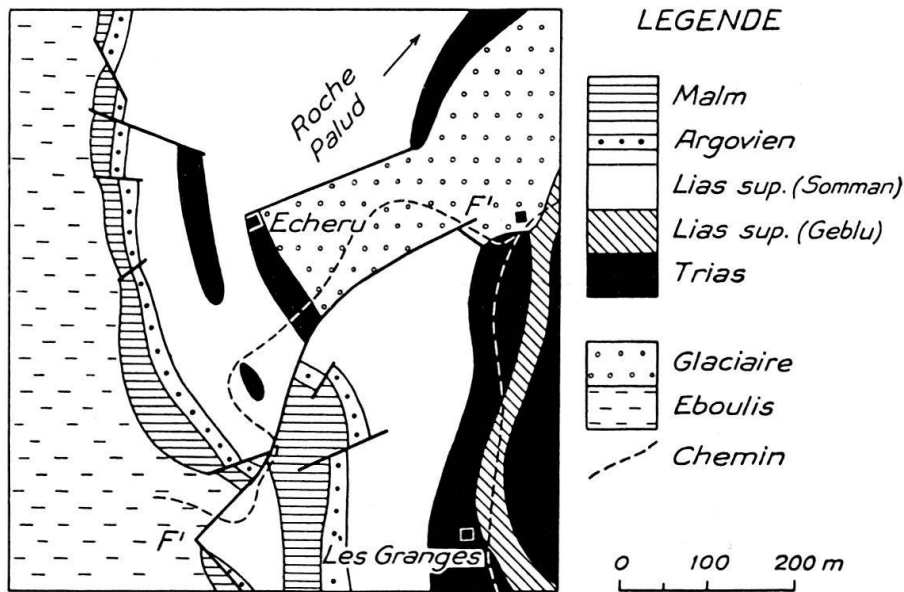 LEGENDE
Malm
Argovien
Lias sup. (Somman)
Lias sup. (Geblu)
Trias
Glaciaire
Eboulis
Chemin
0 100 200 m
Roche
Palud
Echeru
F'
F'
Les Granges